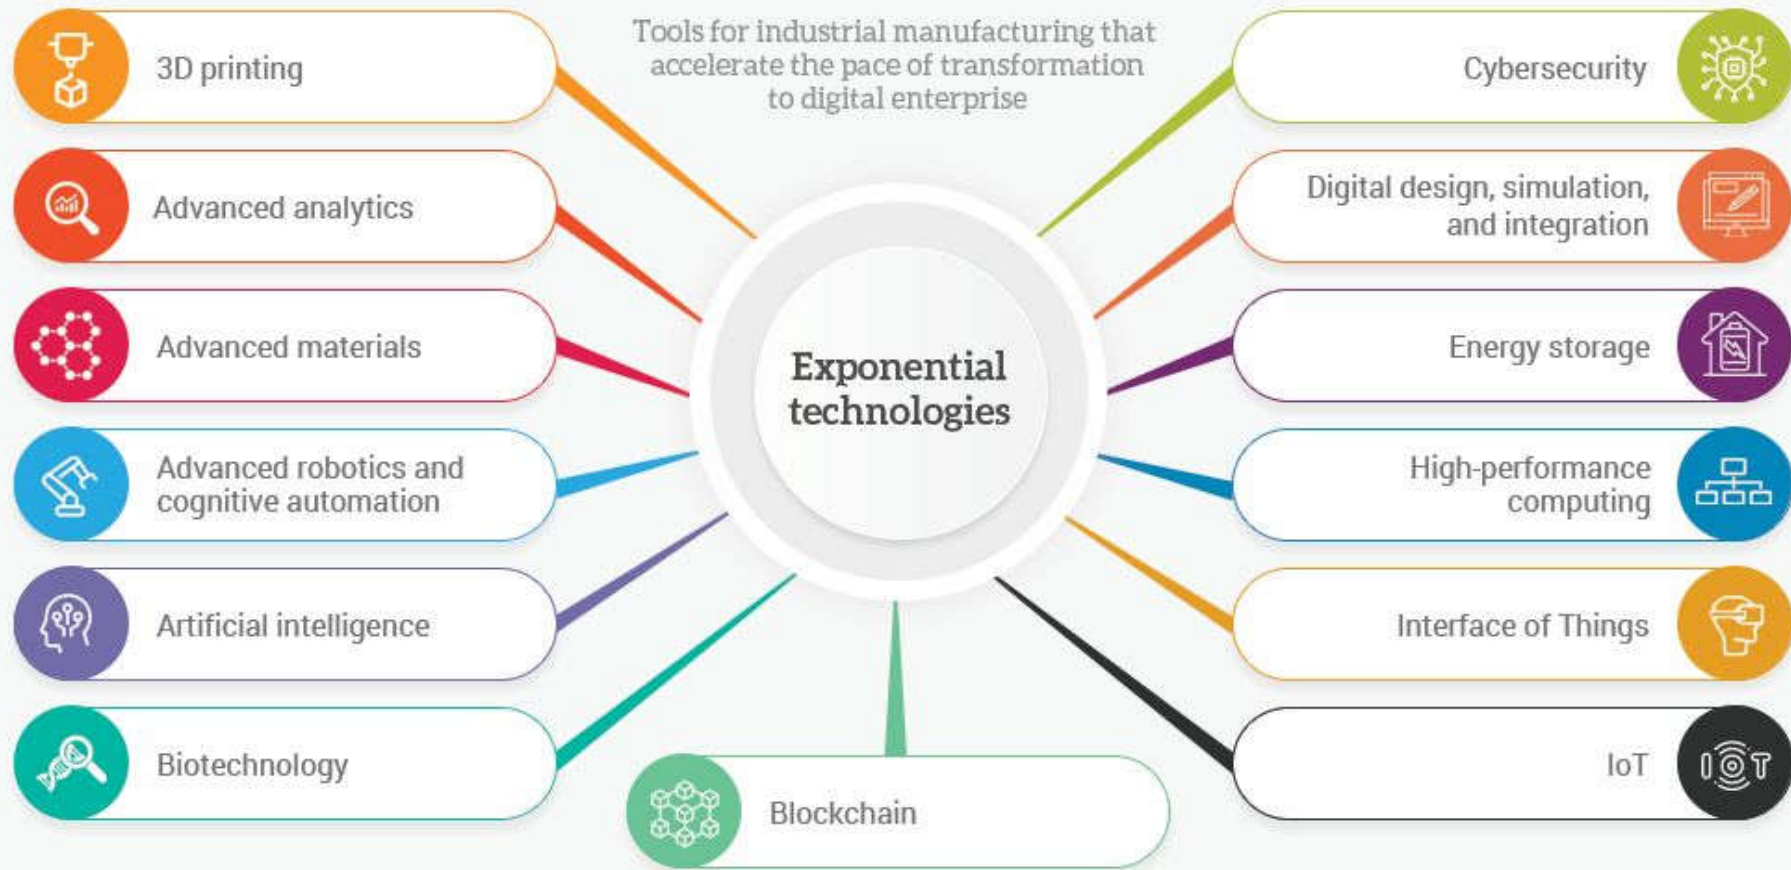 Tools for industrial manufacturing that
accelerate the pace of transformation
to digital enterprise
Exponential
technologies
3D printing
Advanced analytics
Advanced materials
Advanced robotics and
cognitive automation
Artificial intelligence
Biotechnology
Blockchain
Cybersecurity
Digital design, simulation,
and integration
Energy storage
High-performance
computing
Interface of Things
IoT
IOT